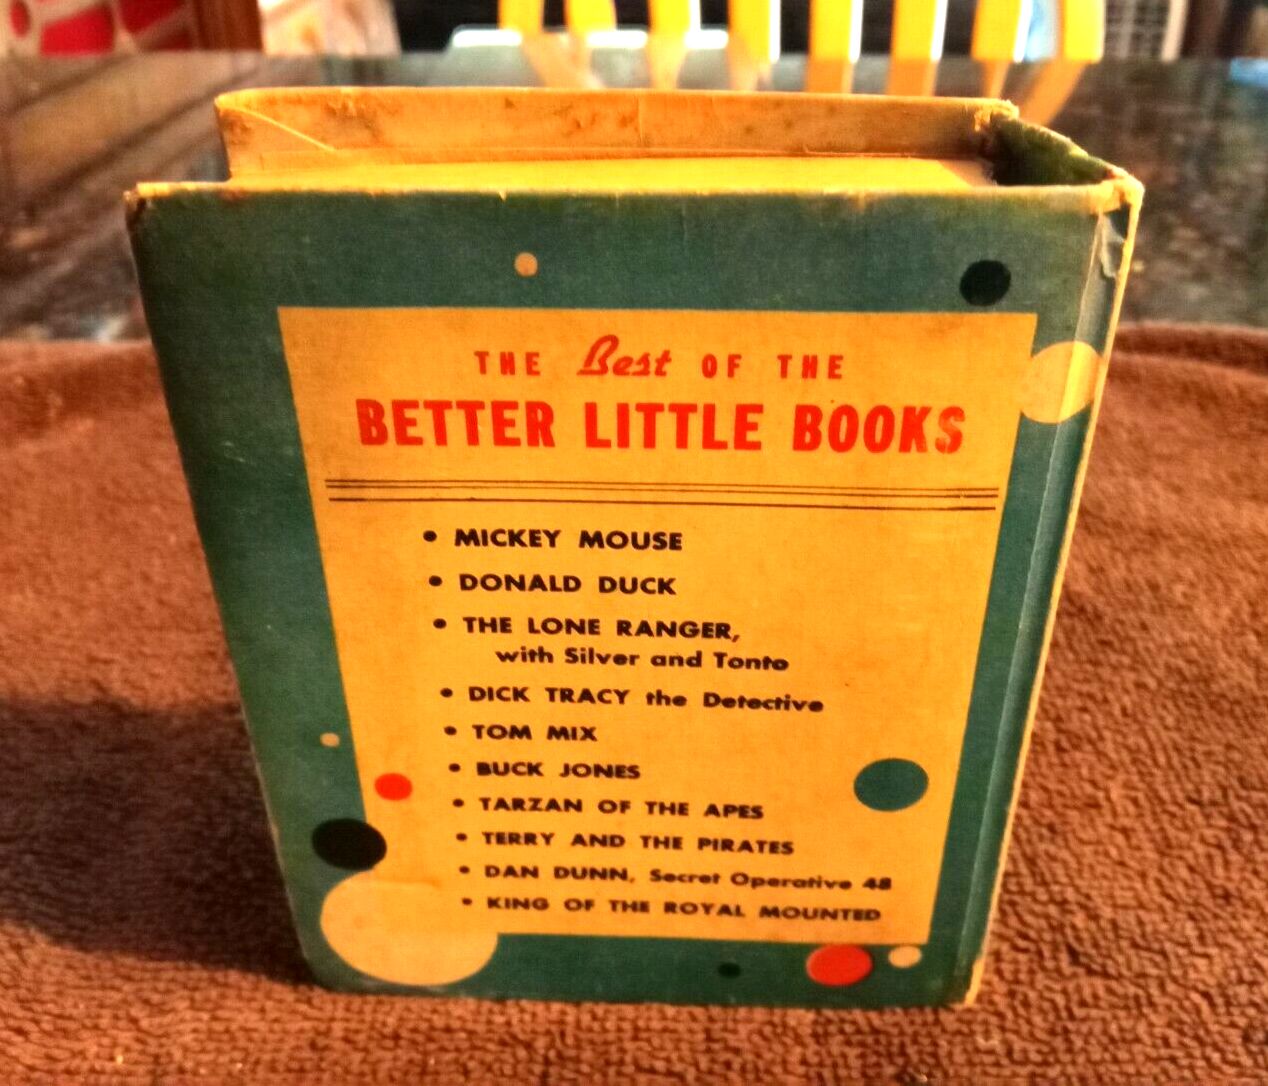 THE Best OF THE
BETTER LITTLE BOOKS
• MICKEY MOUSE
• DONALD DUCK
• THE LONE RANGER,
with Silver and Tonto
• DICK TRACY the Detective
• TOM MIX
• BUCK JONES
• TARZAN OF THE APES
• TERRY AND THE PIRATES
• DAN DUNN, Secret Operative 48
• KING OF THE ROYAL MOUNTED